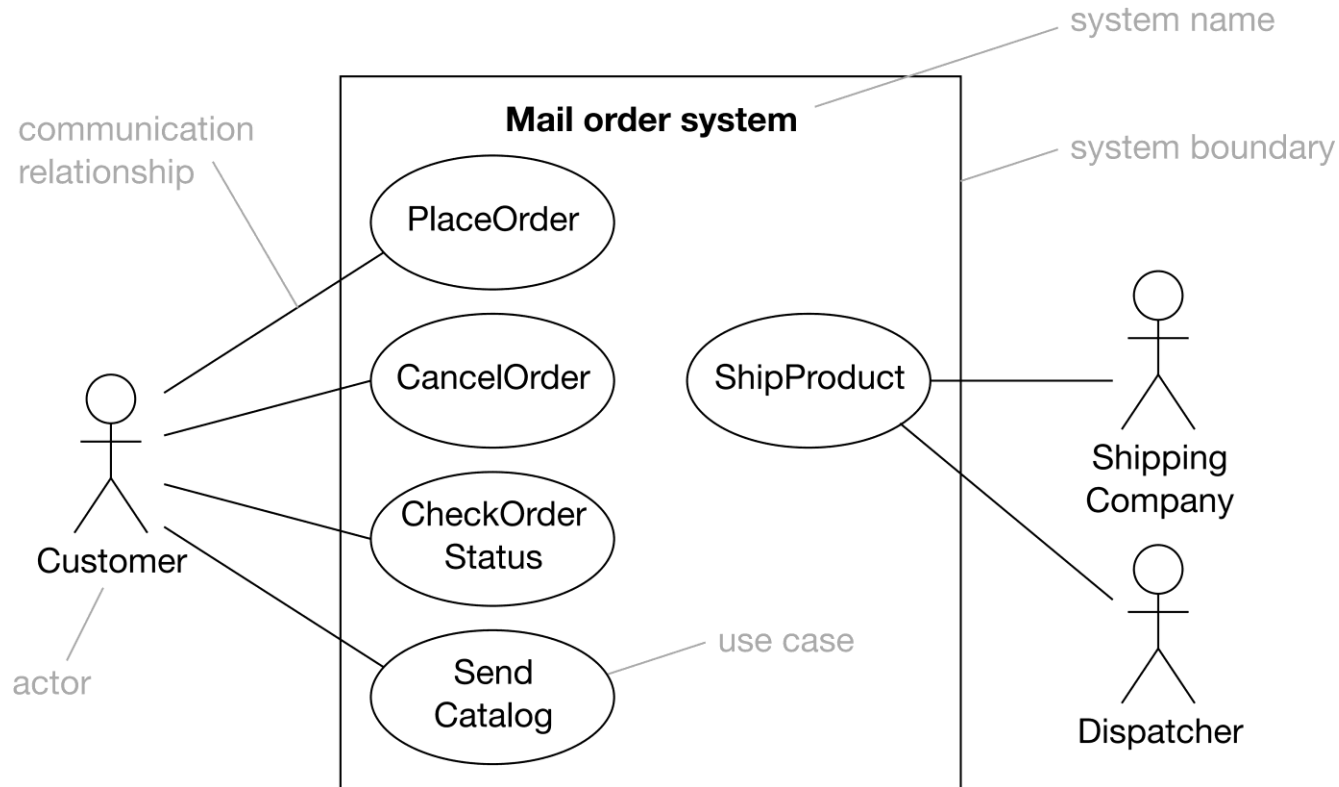 system name
Mail order system
communication
relationship
system boundary
PlaceOrder
CancelOrder
ShipProduct
Shipping
Company
CheckOrder
Status
Customer
use case
Send
Catalog
actor
Dispatcher